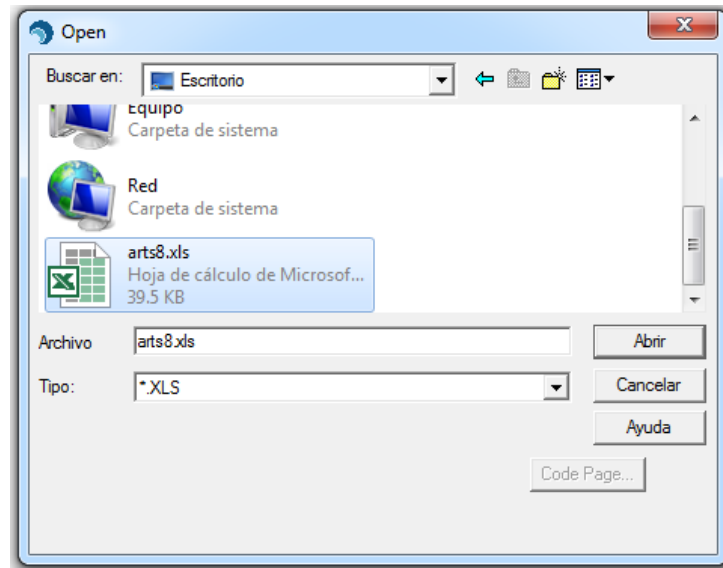 Open
Buscar en: Escritorio
Equipo
Carpeta de sistema
Red
Carpeta de sistema
arts8.xls
Hoja de cálculo de Microsof...
39.5 KB
Archivo arts8.xls Abrir
Tipo: *.XLS Cancelar
Ayuda
Code Page...